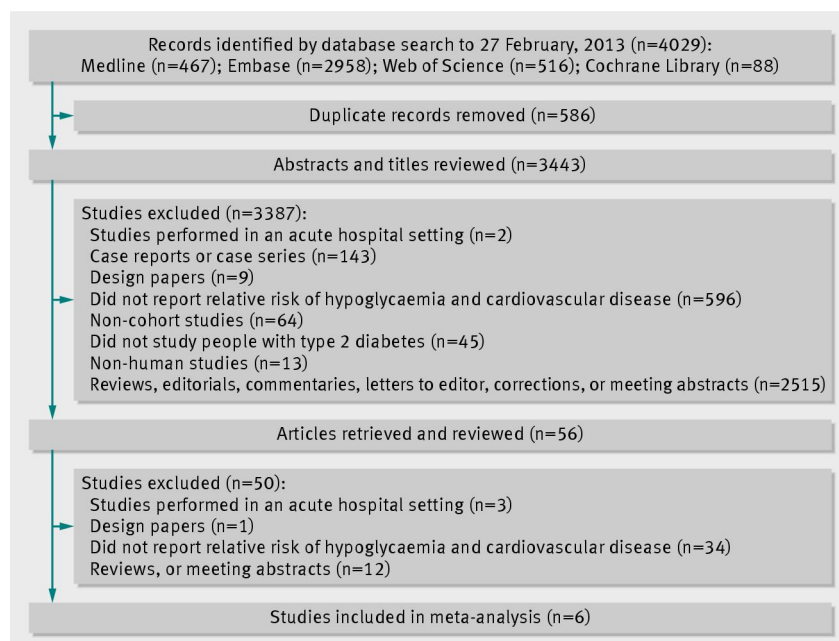 Records identified by database search to 27 February, 2013 (n=4029):
Medline (n=467); Embase (n=2958); Web of Science (n=516); Cochrane Library (n=88)
Duplicate records removed (n=586)
Abstracts and titles reviewed (n=3443)
Studies excluded (n=3387):
Studies performed in an acute hospital setting (n=2)
Case reports or case series (n=143)
Design papers (n=9)
Did not report relative risk of hypoglycaemia and cardiovascular disease (n=596)
Non-cohort studies (n=64)
Did not study people with type 2 diabetes (n=45)
Non-human studies (n=13)
Reviews, editorials, commentaries, letters to editor, corrections, or meeting abstracts (n=2515)
Articles retrieved and reviewed (n=56)
Studies excluded (n=50):
Studies performed in an acute hospital setting (n=3)
Design papers (n=1)
Did not report relative risk of hypoglycaemia and cardiovascular disease (n=34)
Reviews, or meeting abstracts (n=12)
Studies included in meta-analysis (n=6)